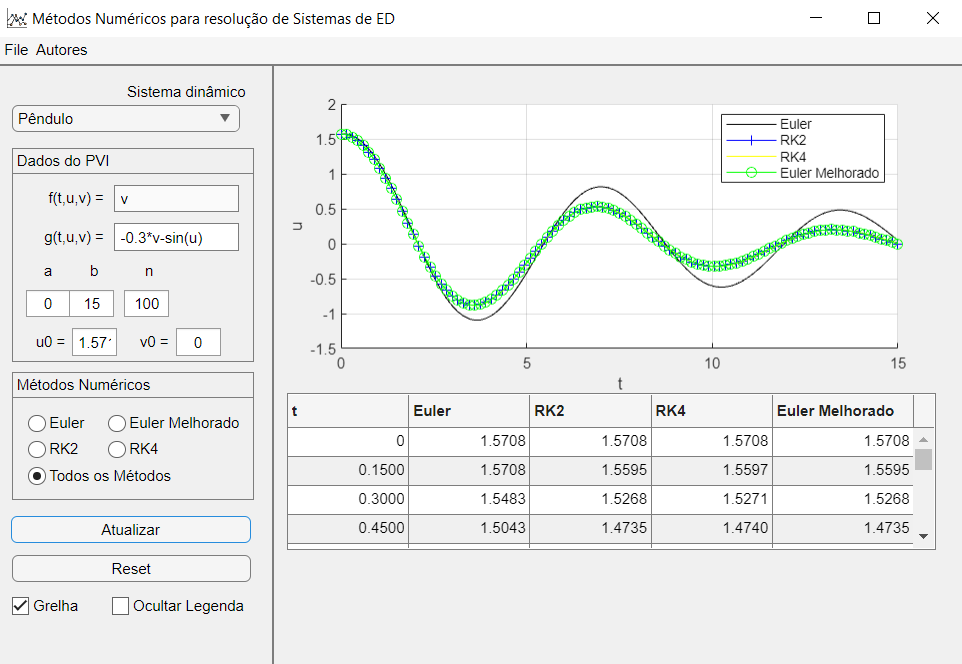 Métodos Numéricos para resolução de Sistemas de ED
File Autores
Sistema dinâmico
Pêndulo
Dados do PVI
f(t,u,v) = v
g(t,u,v) = -0.3*v-sin(u)
a b n
0 15 100
u0 = 1.57 v0 = 0
Métodos Numéricos
Euler Euler Melhorado
RK2 RK4
Todos os Métodos
Atualizar
Reset
Grelha Ocultar Legenda
2
1.5
1
0.5
0
-0.5
-1
-1.5
u
0 5 10 15
t
Euler
RK2
RK4
Euler Melhorado
t Euler RK2 RK4 Euler Melhorado
0 1.5708 1.5708 1.5708 1.5708
0.1500 1.5708 1.5595 1.5597 1.5595
0.3000 1.5483 1.5268 1.5271 1.5268
0.4500 1.5043 1.4735 1.4740 1.4735